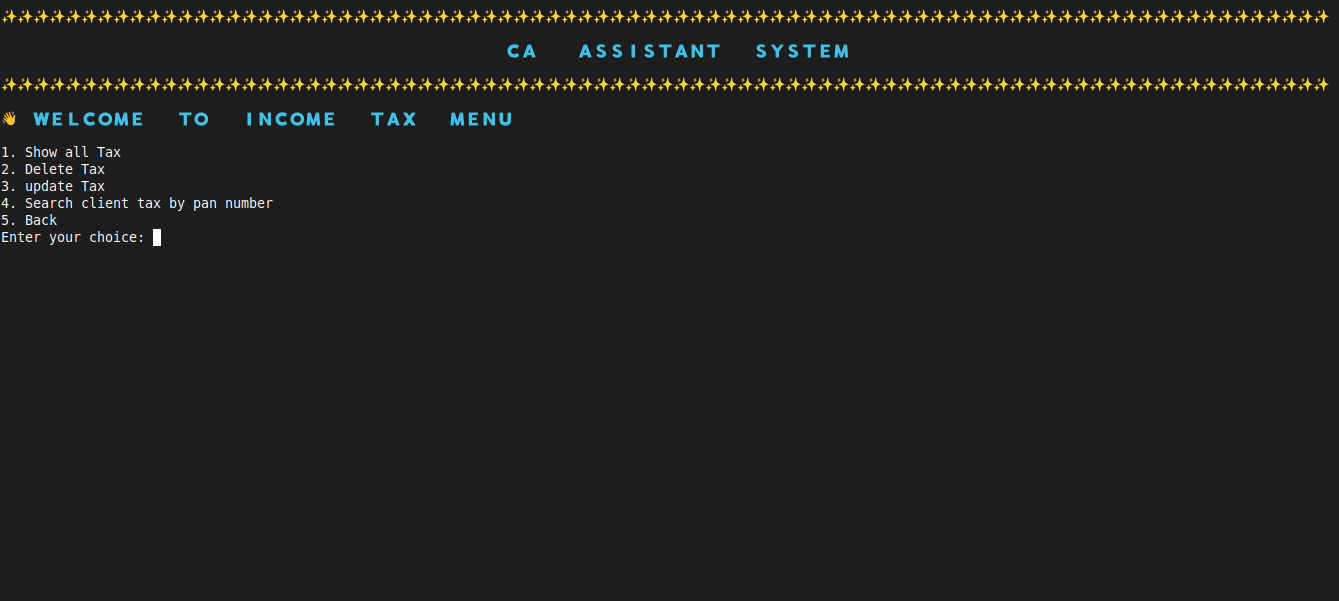 CA ASSISTANT SYSTEM
WELCOME TO INCOME TAX MENU
1. Show all Tax
2. Delete Tax
3. update Tax
4. Search client tax by pan number
5. Back
Enter your choice: